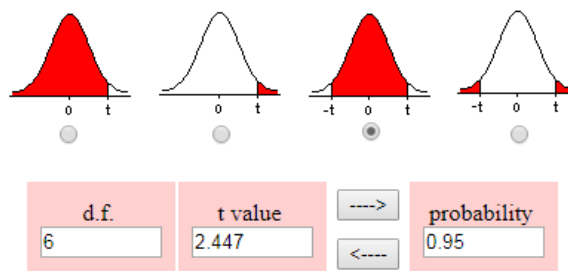 0 t
0 t
-t 0 t
-t 0 t
d.f. t value ----> probability
6 2.447 <---- 0.95